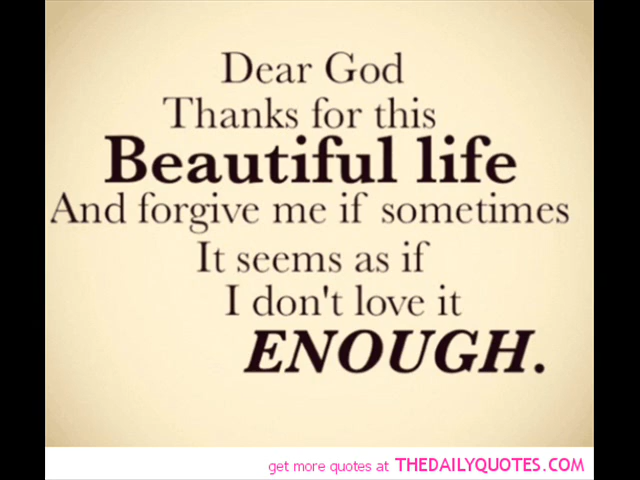 Dear God
Thanks for this
Beautiful life
And forgive me if sometimes
It seems as if
I don't love it
ENOUGH.
get more quotes at THEDAILYQUOTES.COM